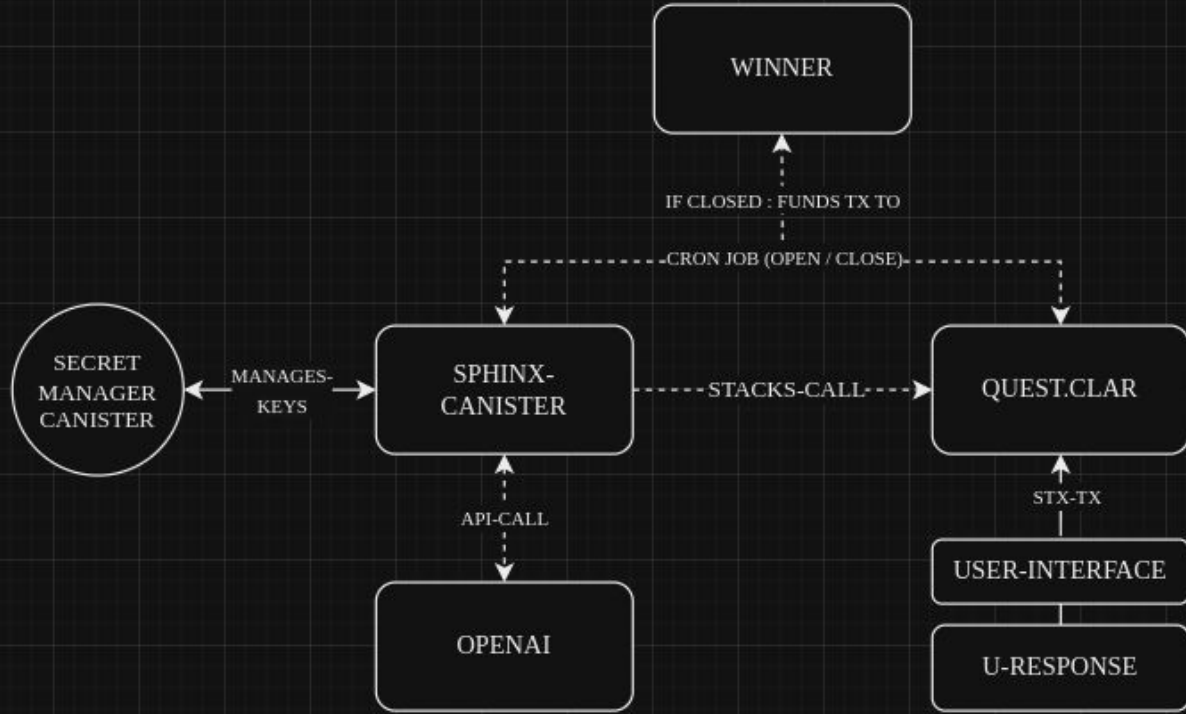 WINNER
IF CLOSED : FUNDS TX TO
CRON JOB (OPEN / CLOSE)
SECRET
MANAGER
CANISTER
MANAGES-
KEYS
SPHINX-
CANISTER
STACKS-CALL
QUEST.CLAR
API-CALL
STX-TX
USER-INTERFACE
OPENAI
U-RESPONSE